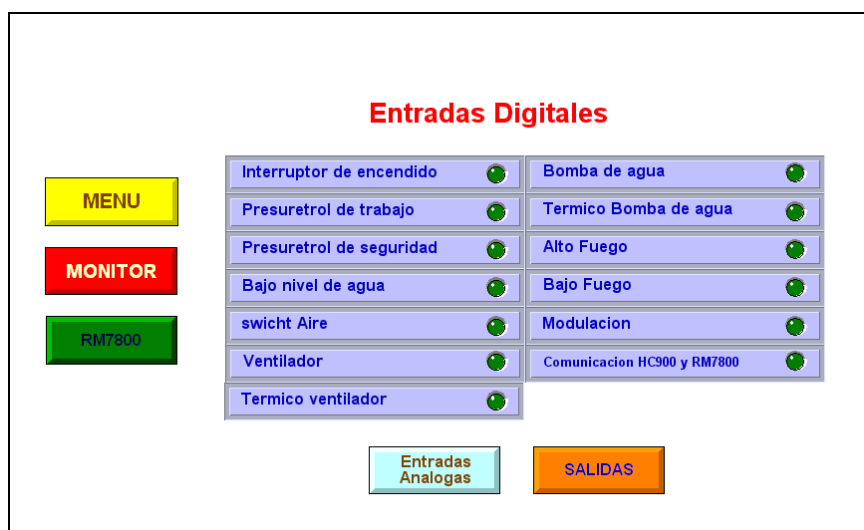 Entradas Digitales
MENU
MONITOR
RM7800
Interruptor de encendido
Presuretrol de trabajo
Presuretrol de seguridad
Bajo nivel de agua
swicht Aire
Ventilador
Termico ventilador
Bomba de agua
Termico Bomba de agua
Alto Fuego
Bajo Fuego
Modulacion
Comunicacion HC900 y RM7800
Entradas
Analogas
SALIDAS